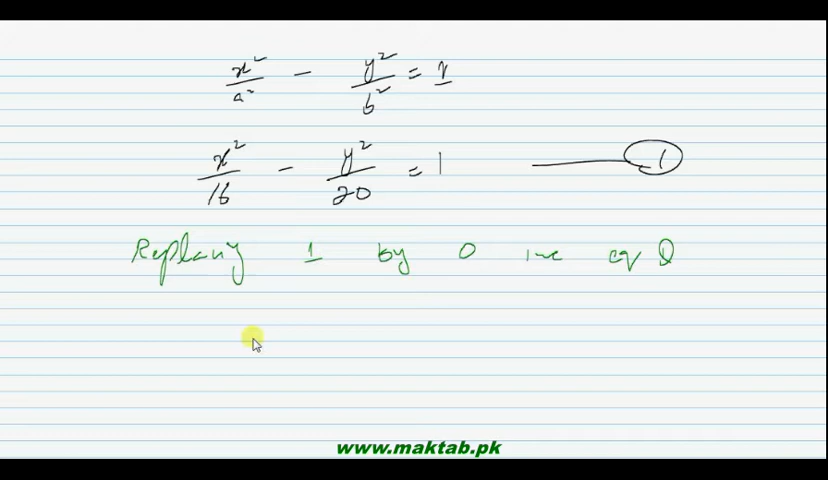 x²/a² - y²/b² = 1
x²/16 - y²/20 = 1 — 1
Replacing 1 by 0 in eq 1
www.maktab.pk